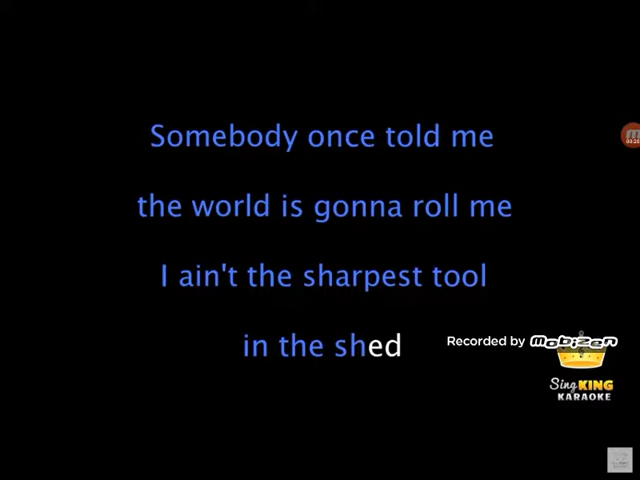 Somebody once told me
the world is gonna roll me
I ain't the sharpest tool
in the shed
Recorded by Mobizen
Sing KING
KARAOKE